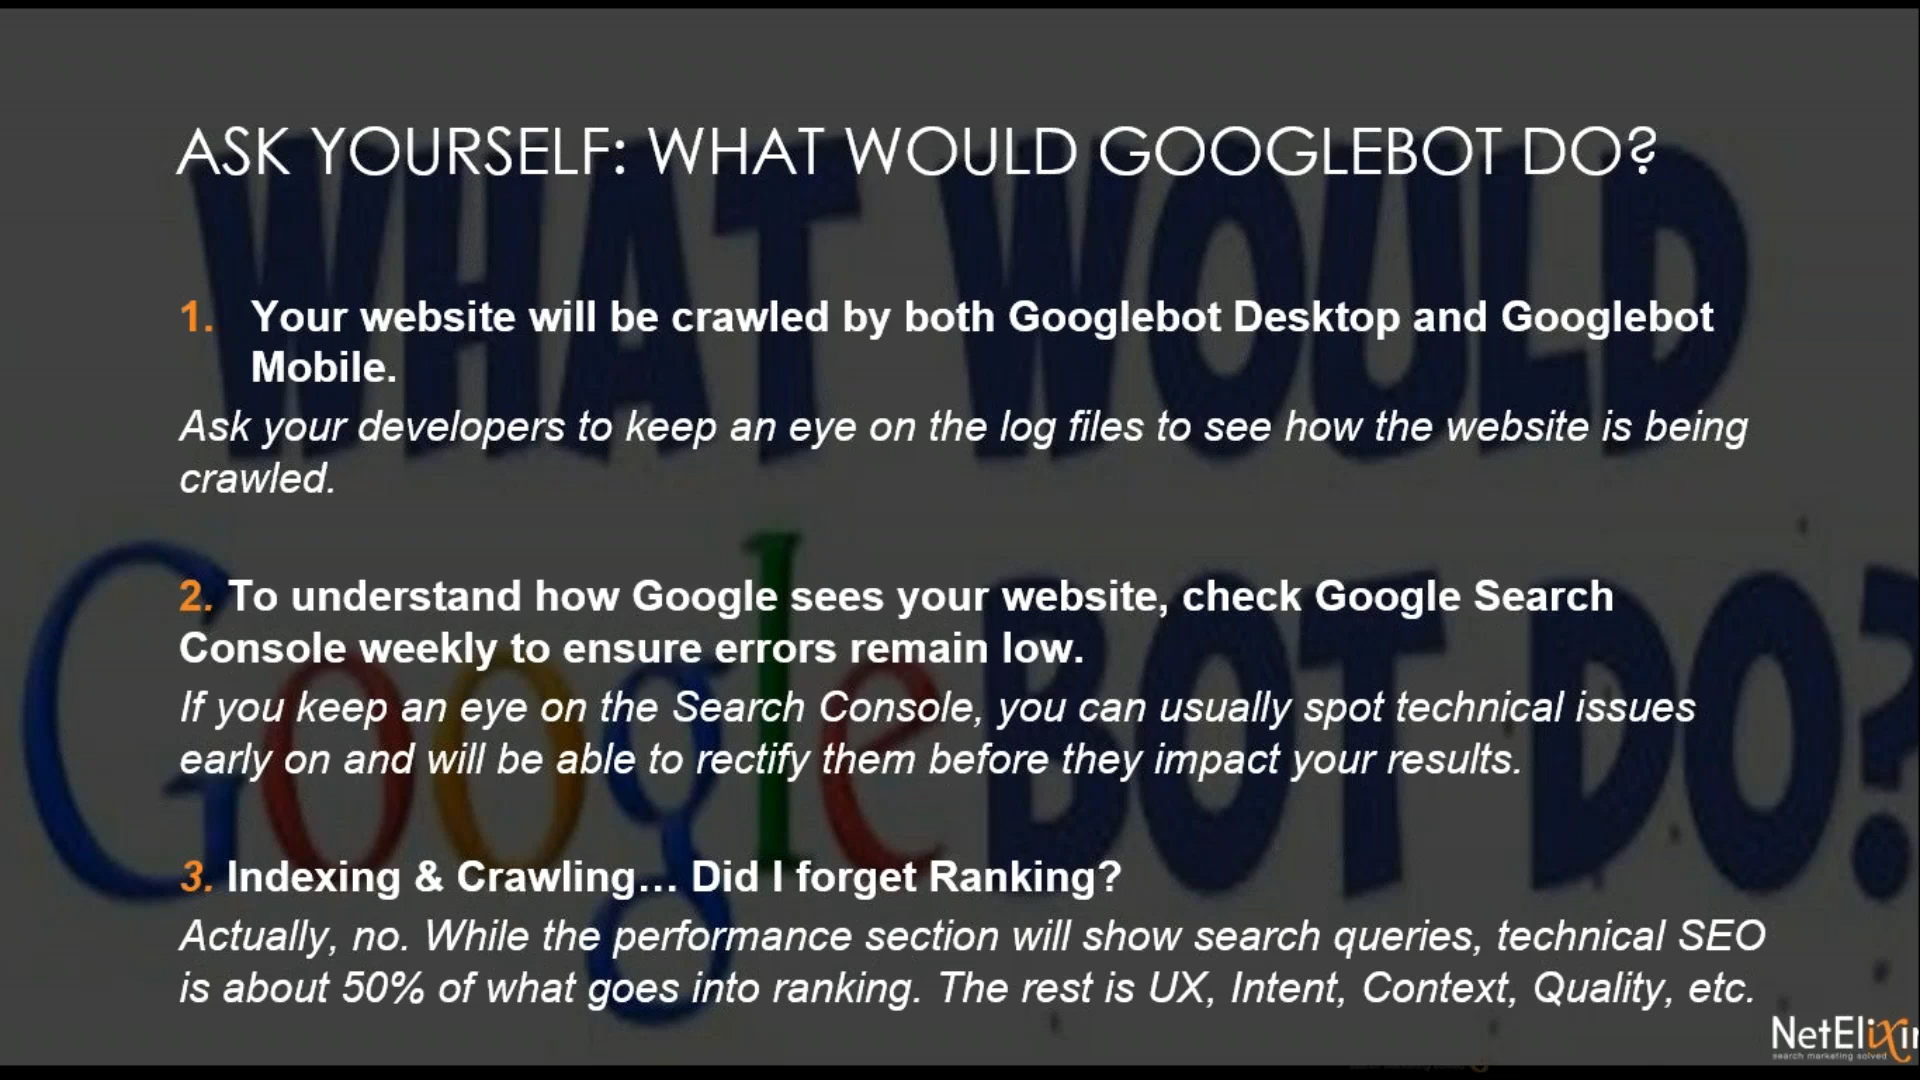 ASK YOURSELF: WHAT WOULD GOOGLEBOT DO?
1. Your website will be crawled by both Googlebot Desktop and Googlebot
Mobile.
Ask your developers to keep an eye on the log files to see how the website is being
crawled.
2. To understand how Google sees your website, check Google Search
Console weekly to ensure errors remain low.
If you keep an eye on the Search Console, you can usually spot technical issues
early on and will be able to rectify them before they impact your results.
3. Indexing & Crawling... Did I forget Ranking?
Actually, no. While the performance section will show search queries, technical SEO
is about 50% of what goes into ranking. The rest is UX, Intent, Context, Quality, etc.
WHAT WOULD
Google BOT DO?
NetElixir
search marketing solved